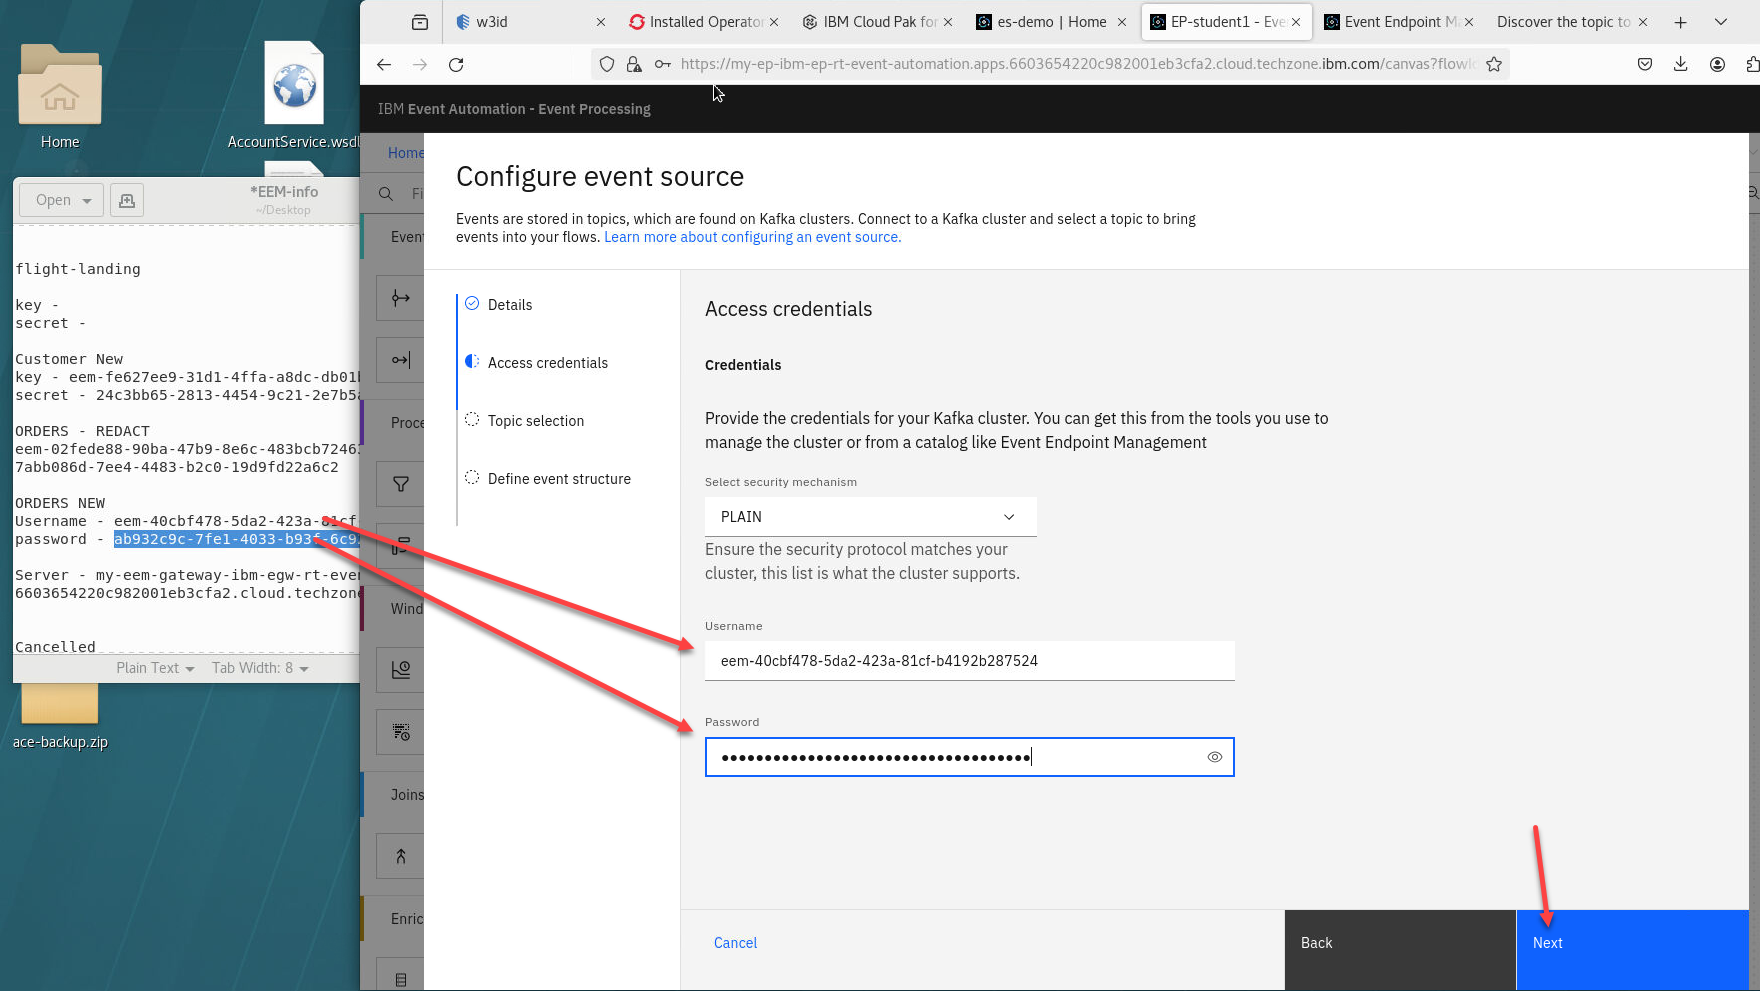 w3id
Installed Operator
IBM Cloud Pak for
es-demo | Home
EP-student1 - Eve
Event Endpoint Ma
Discover the topic to
https://my-ep-ibm-ep-rt-event-automation.apps.6603654220c982001eb3cfa2.cloud.techzone.ibm.com/canvas?flowId
IBM Event Automation - Event Processing
Home
AccountService.wsdl
ace-backup.zip
Open
*EEM-info
~/Desktop
flight-landing
key -
secret -
Customer New
key - eem-fe627ee9-31d1-4ffa-a8dc-db01b
secret - 24c3bb65-2813-4454-9c21-2e7b5a
ORDERS - REDACT
eem-02fede88-90ba-47b9-8e6c-483bcb72463
7abb086d-7ee4-4483-b2c0-19d9fd22a6c2
ORDERS NEW
Username - eem-40cbf478-5da2-423a-81cf
password - ab932c9c-7fe1-4033-b93f-6c93
Server - my-eem-gateway-ibm-egw-rt-even
6603654220c982001eb3cfa2.cloud.techzone
Cancelled
Plain Text
Tab Width: 8
Home
Fi
Event
Proce
Wind
Joins
Enric
Configure event source
Events are stored in topics, which are found on Kafka clusters. Connect to a Kafka cluster and select a topic to bring
events into your flows. Learn more about configuring an event source.
Details
Access credentials
Topic selection
Define event structure
Access credentials
Credentials
Provide the credentials for your Kafka cluster. You can get this from the tools you use to
manage the cluster or from a catalog like Event Endpoint Management
Select security mechanism
PLAIN
Ensure the security protocol matches your
cluster, this list is what the cluster supports.
Username
eem-40cbf478-5da2-423a-81cf-b4192b287524
Password
Cancel
Back
Next